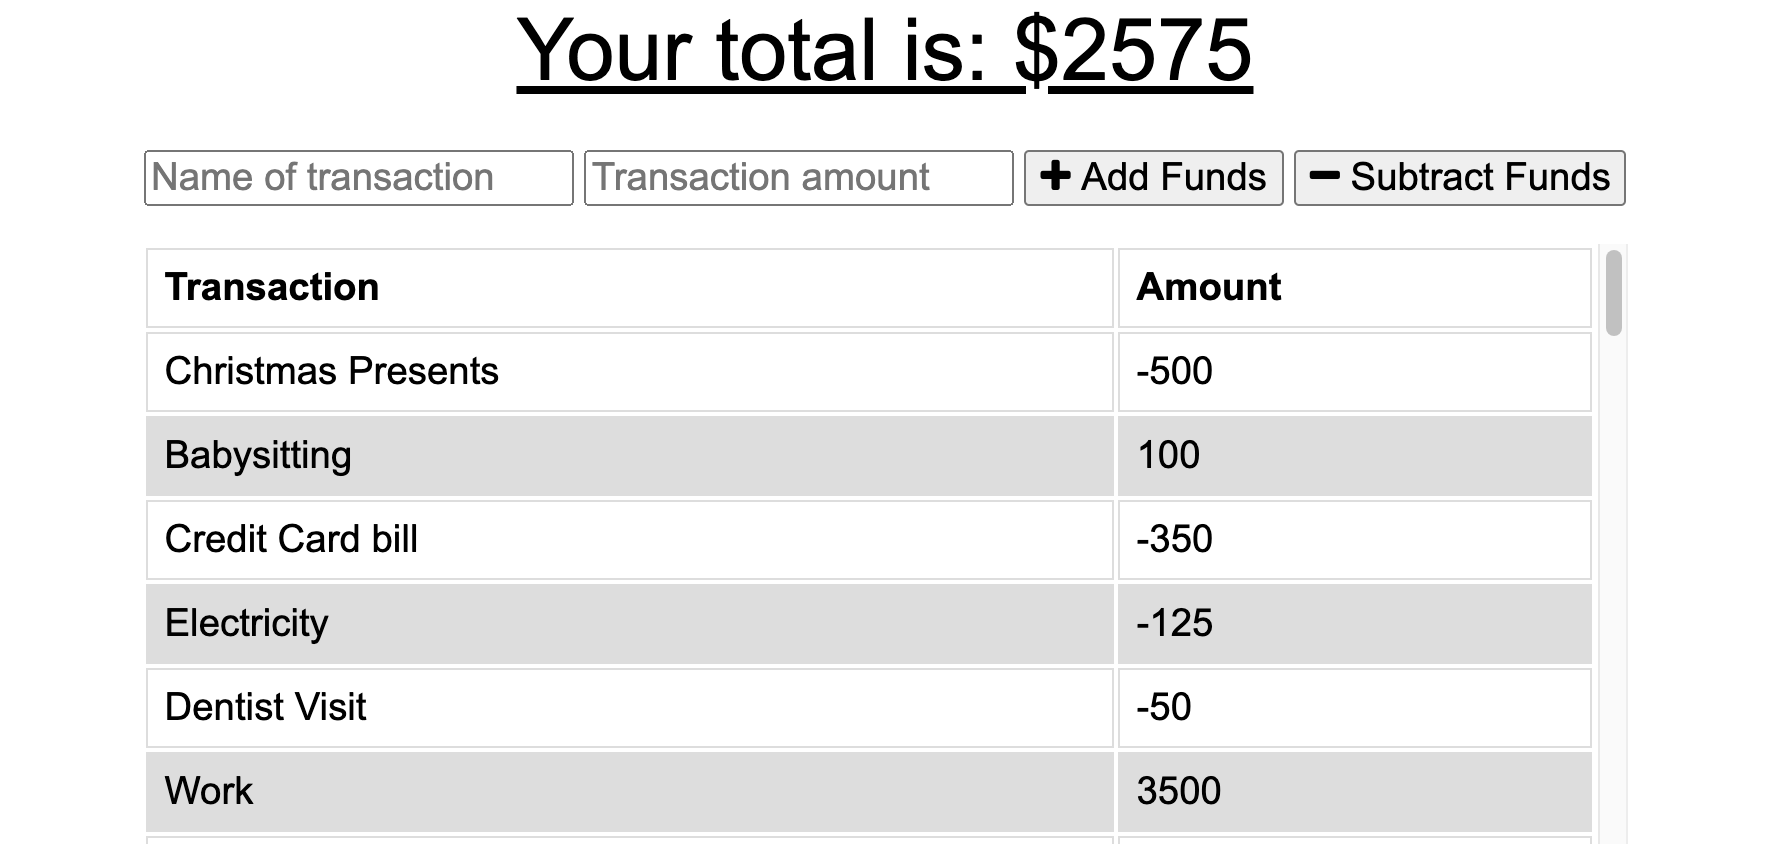 Your total is: $2575
Name of transaction Transaction amount + Add Funds − Subtract Funds
Transaction Amount
Christmas Presents -500
Babysitting 100
Credit Card bill -350
Electricity -125
Dentist Visit -50
Work 3500